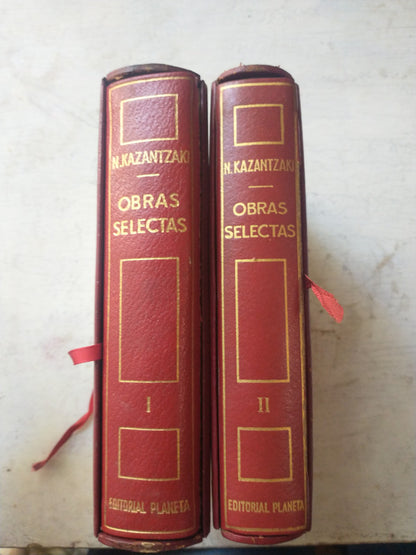 N.KAZANTZAKI
OBRAS
SELECTAS
I
EDITORIAL PLANETA
N.KAZANTZAKI
OBRAS
SELECTAS
II
EDITORIAL PLANETA